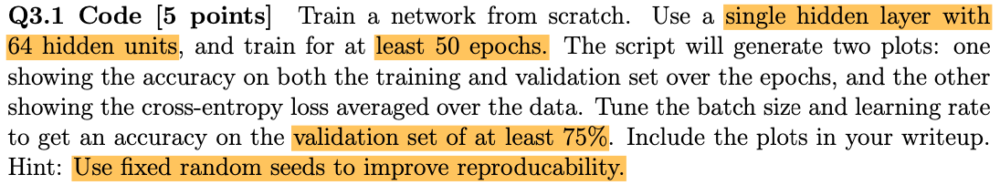 Q3.1 Code [5 points] Train a network from scratch. Use a single hidden layer with
64 hidden units, and train for at least 50 epochs. The script will generate two plots: one
showing the accuracy on both the training and validation set over the epochs, and the other
showing the cross-entropy loss averaged over the data. Tune the batch size and learning rate
to get an accuracy on the validation set of at least 75%. Include the plots in your writeup.
Hint: Use fixed random seeds to improve reproducability.